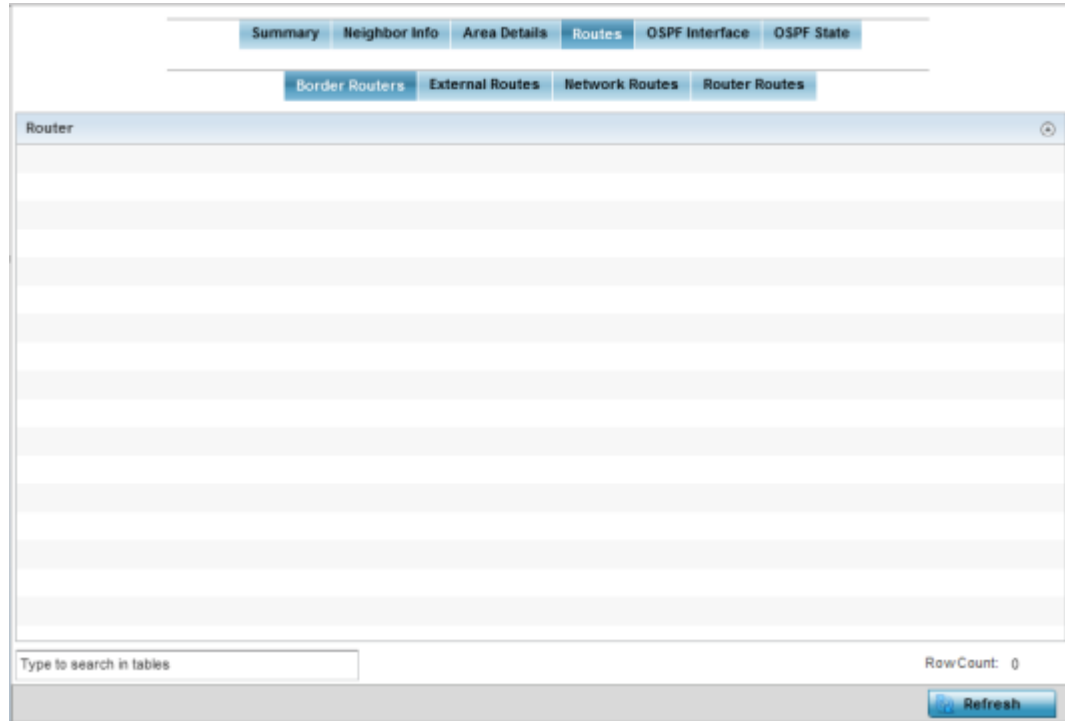 Summary Neighbor Info Area Details Routes OSPF Interface OSPF State
Border Routers External Routes Network Routes Router Routes
Router
Type to search in tables Row Count: 0
Refresh